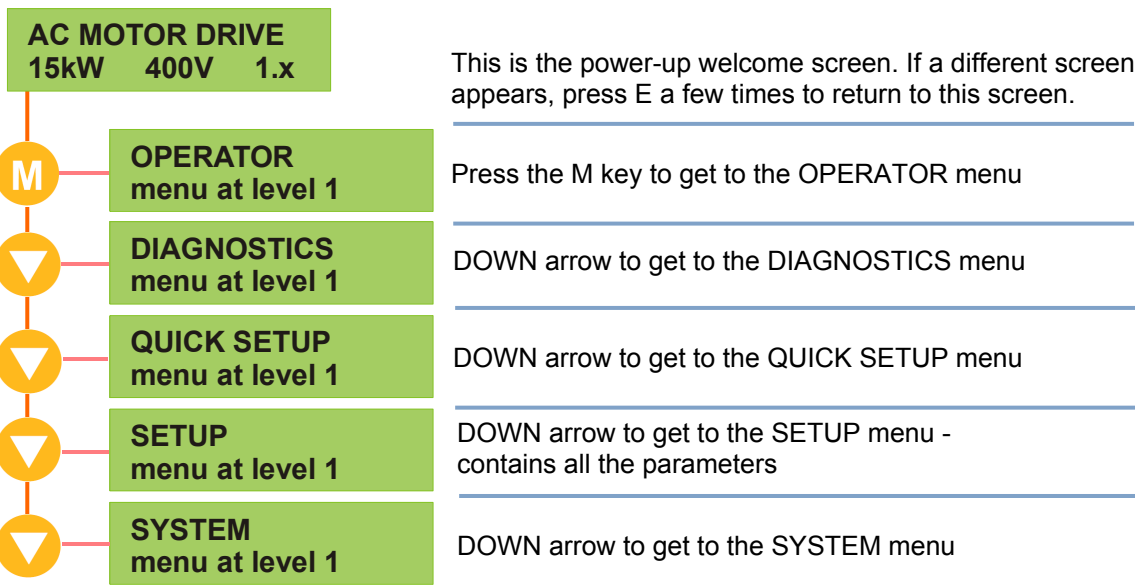 AC MOTOR DRIVE
15kW 400V 1.x
This is the power-up welcome screen. If a different screen
appears, press E a few times to return to this screen.
M
OPERATOR
menu at level 1
Press the M key to get to the OPERATOR menu
DIAGNOSTICS
menu at level 1
DOWN arrow to get to the DIAGNOSTICS menu
QUICK SETUP
menu at level 1
DOWN arrow to get to the QUICK SETUP menu
SETUP
menu at level 1
DOWN arrow to get to the SETUP menu -
contains all the parameters
SYSTEM
menu at level 1
DOWN arrow to get to the SYSTEM menu